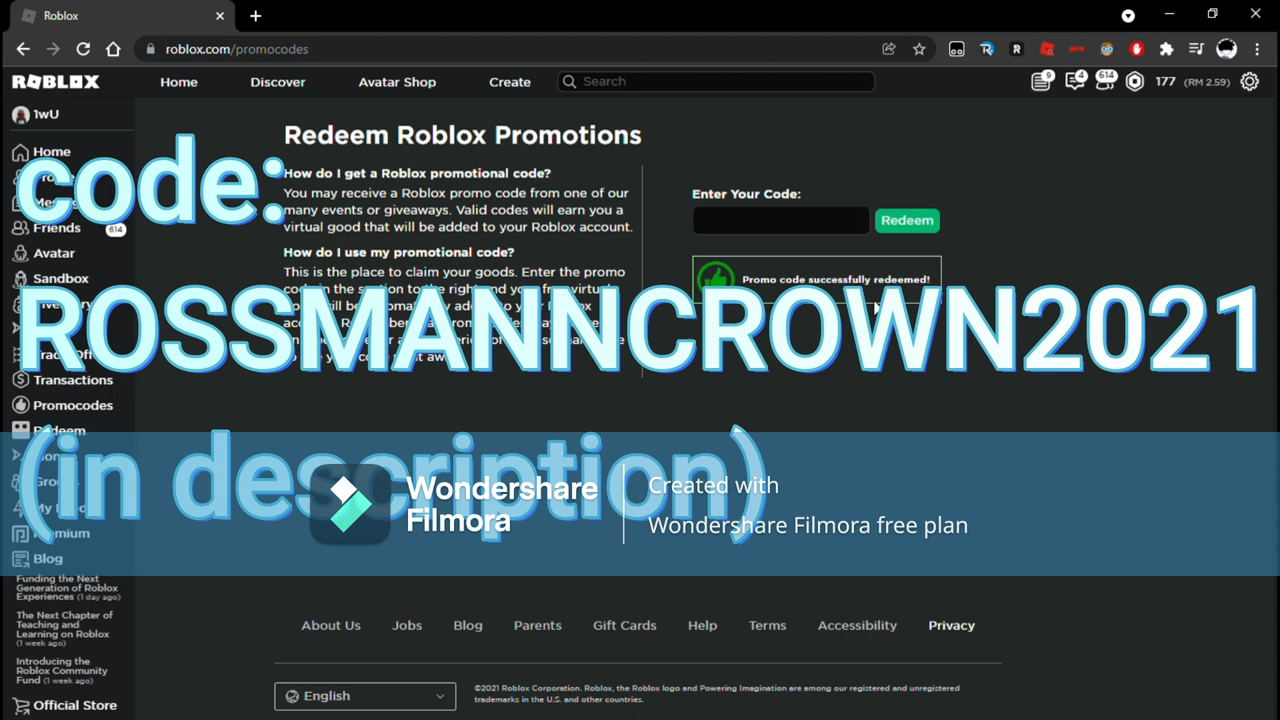 Roblox
roblox.com/promocodes
ROBLOX
Home
Discover
Avatar Shop
Create
Search
9
4
614
177
(RM 2.59)
1wU
Home
Friends
614
Avatar
Sandbox
Transactions
Promocodes
Blog
Funding the Next
Generation of Roblox
Experiences (1 day ago)
The Next Chapter of
Teaching and
Learning on Roblox
(1 week ago)
Introducing the
Roblox Community
Fund (1 week ago)
Official Store
Redeem Roblox Promotions
How do I get a Roblox promotional code?
You may receive a Roblox promo code from one of our
many events or giveaways. Valid codes will earn you a
virtual good that will be added to your Roblox account.
How do I use my promotional code?
This is the place to claim your goods. Enter the promo
Enter Your Code:
Redeem
Promo code successfully redeemed!
code:
ROSSMANNCROWN2021
(in description)
Wondershare
Filmora
Created with
Wondershare Filmora free plan
About Us
Jobs
Blog
Parents
Gift Cards
Help
Terms
Accessibility
Privacy
English
©2021 Roblox Corporation. Roblox, the Roblox logo and Powering Imagination are among our registered and unregistered
trademarks in the U.S. and other countries.